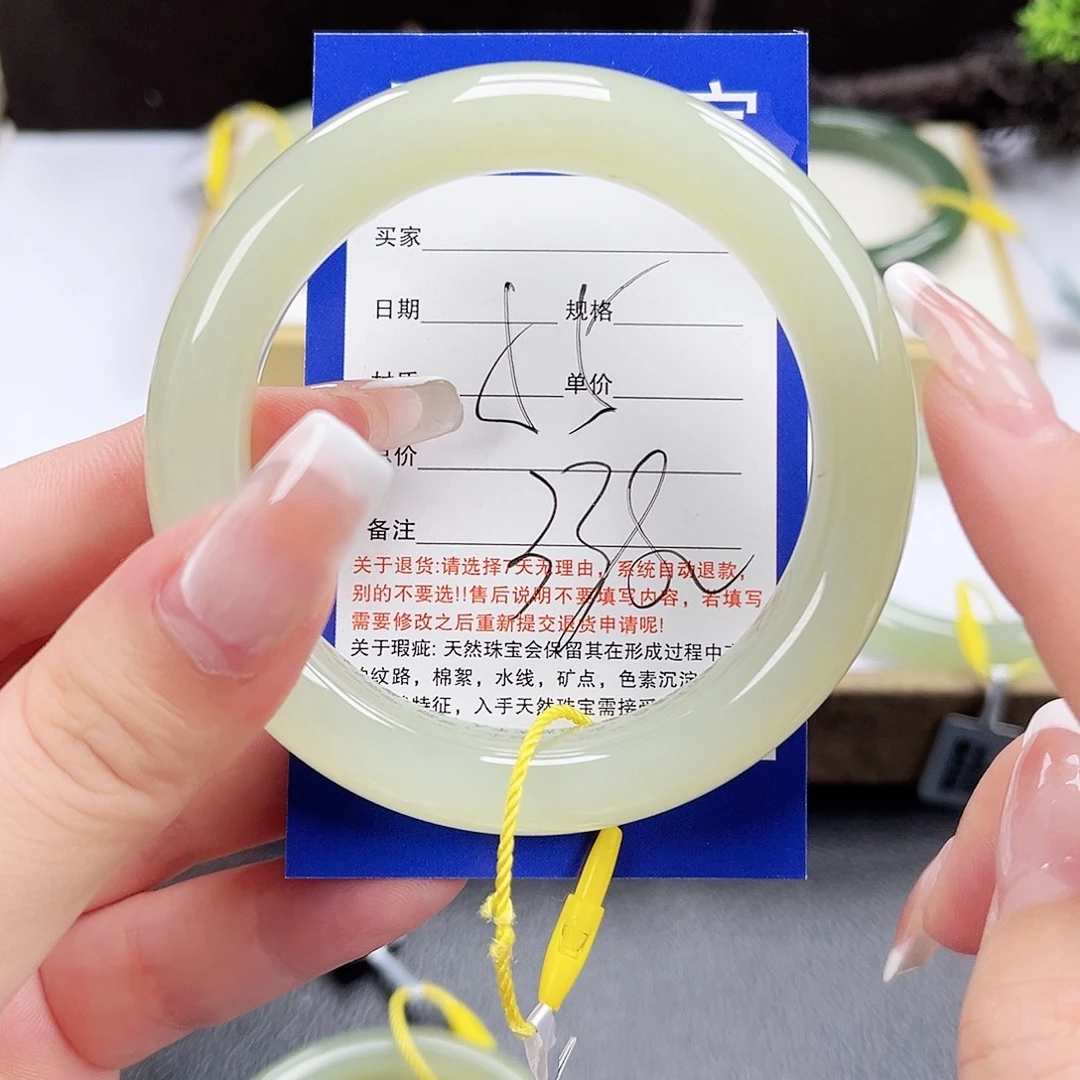 买家
日期 规格
单价
价
备注
关于退货:请选择7天无理由，系统自动退款，
别的不要选!!售后说明不要填写内容，若填写
需要修改之后重新提交退货申请呢!
关于瑕疵: 天然珠宝会保留其在形成过程中
纹路，棉絮，水线，矿点，色素沉淀
特征，入手天然珠宝需接受